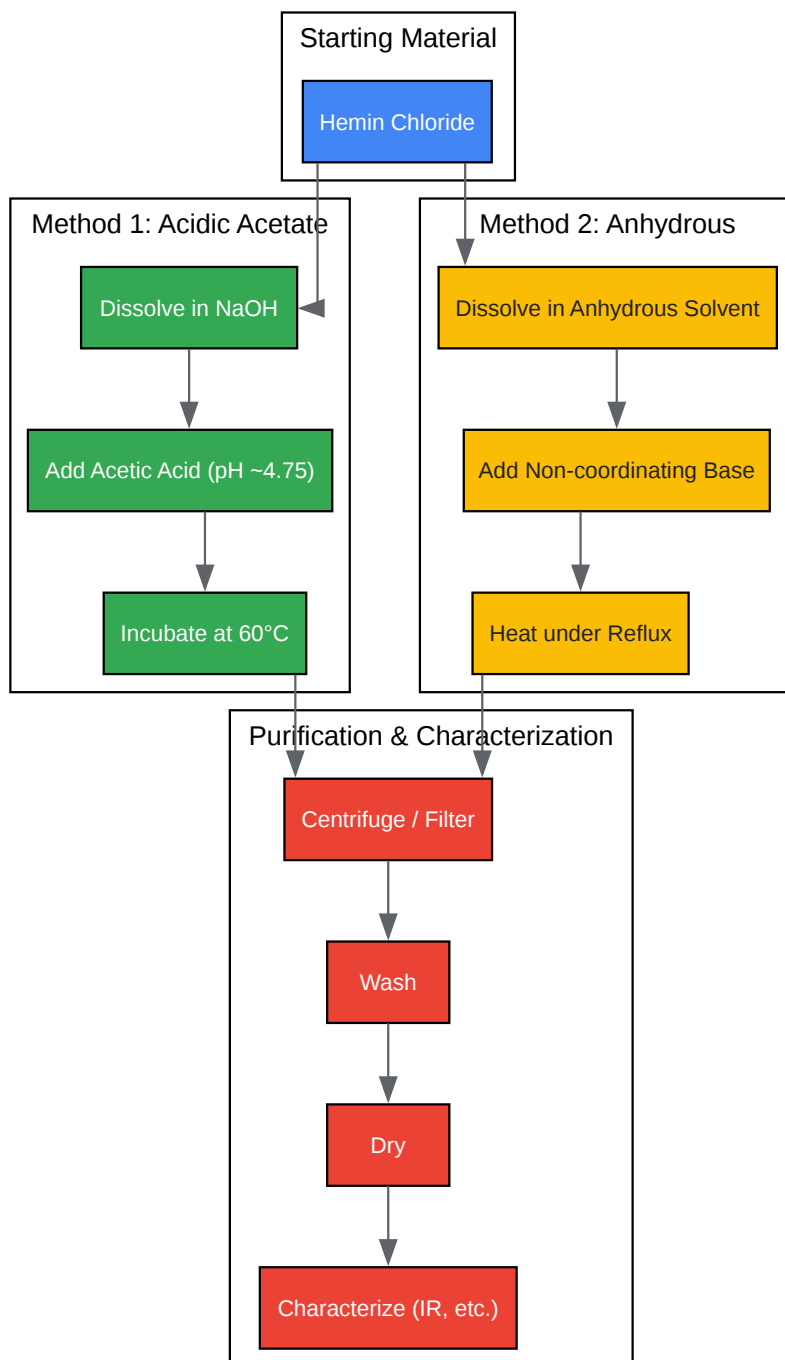 Starting Material
Hemin Chloride
Method 1: Acidic Acetate
Dissolve in NaOH
Add Acetic Acid (pH ~4.75)
Incubate at 60°C
Method 2: Anhydrous
Dissolve in Anhydrous Solvent
Add Non-coordinating Base
Heat under Reflux
Purification & Characterization
Centrifuge / Filter
Wash
Dry
Characterize (IR, etc.)